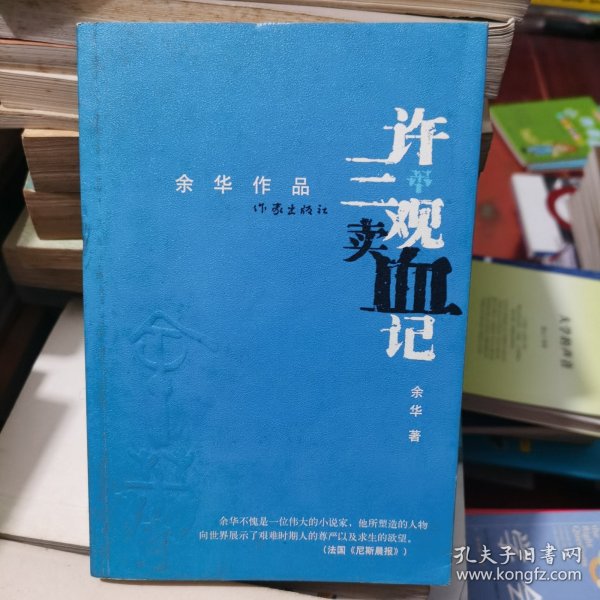 许三观
卖血记
余华作品
作家出版社
余华 著
余华不愧是一位伟大的小说家，他所塑造的人物
向世界展示了艰难时期人的尊严以及求生的欲望。
（法国《尼斯晨报》）
孔夫子旧书网
www.kongfz.com